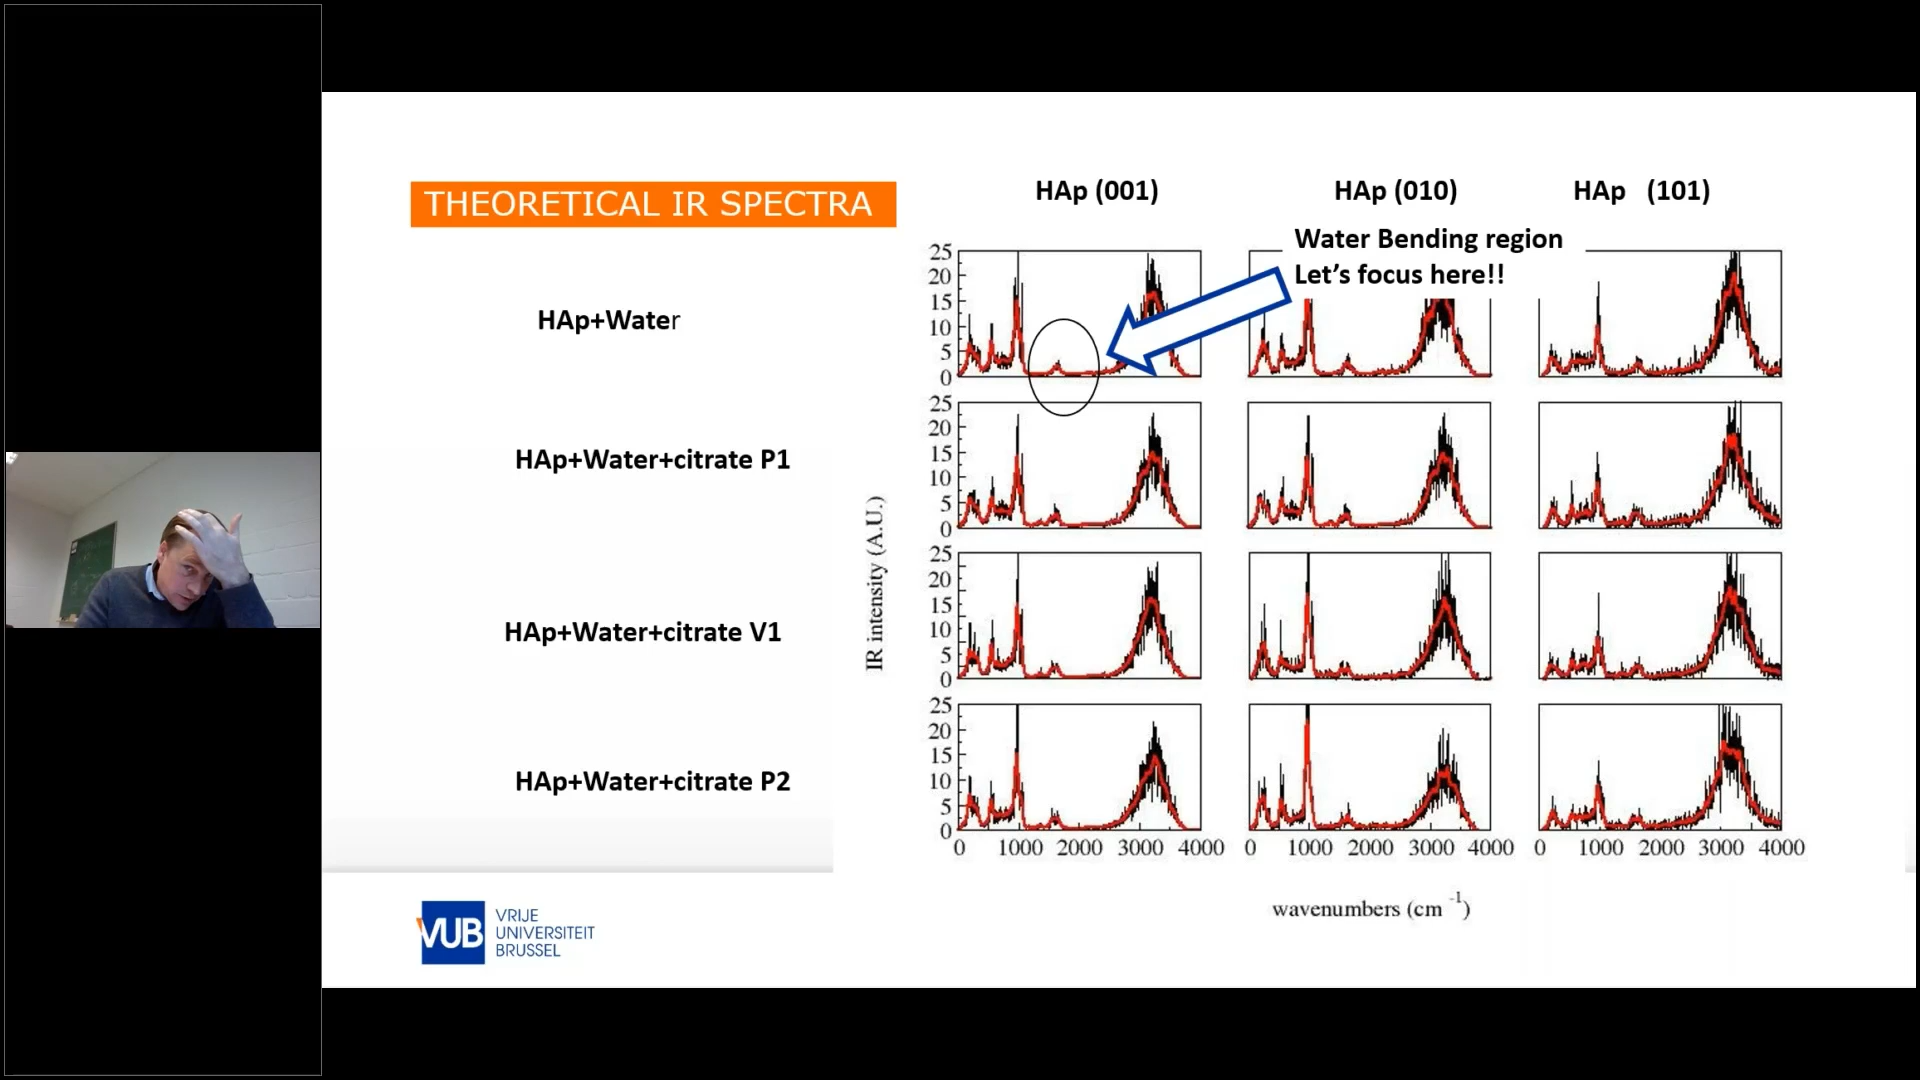 THEORETICAL IR SPECTRA
HAp (001)
HAp (010)
HAp (101)
Water Bending region
Let's focus here!!
HAp+Water
HAp+Water+citrate P1
HAp+Water+citrate V1
HAp+Water+citrate P2
IR intensity (A.U.)
25
20
15
10
5
0
25
20
15
10
5
0
25
20
15
10
5
0
25
20
15
10
5
0
0 1000 2000 3000 4000
0 1000 2000 3000 4000
0 1000 2000 3000 4000
wavenumbers (cm -1)
VUB
VRIJE
UNIVERSITEIT
BRUSSEL